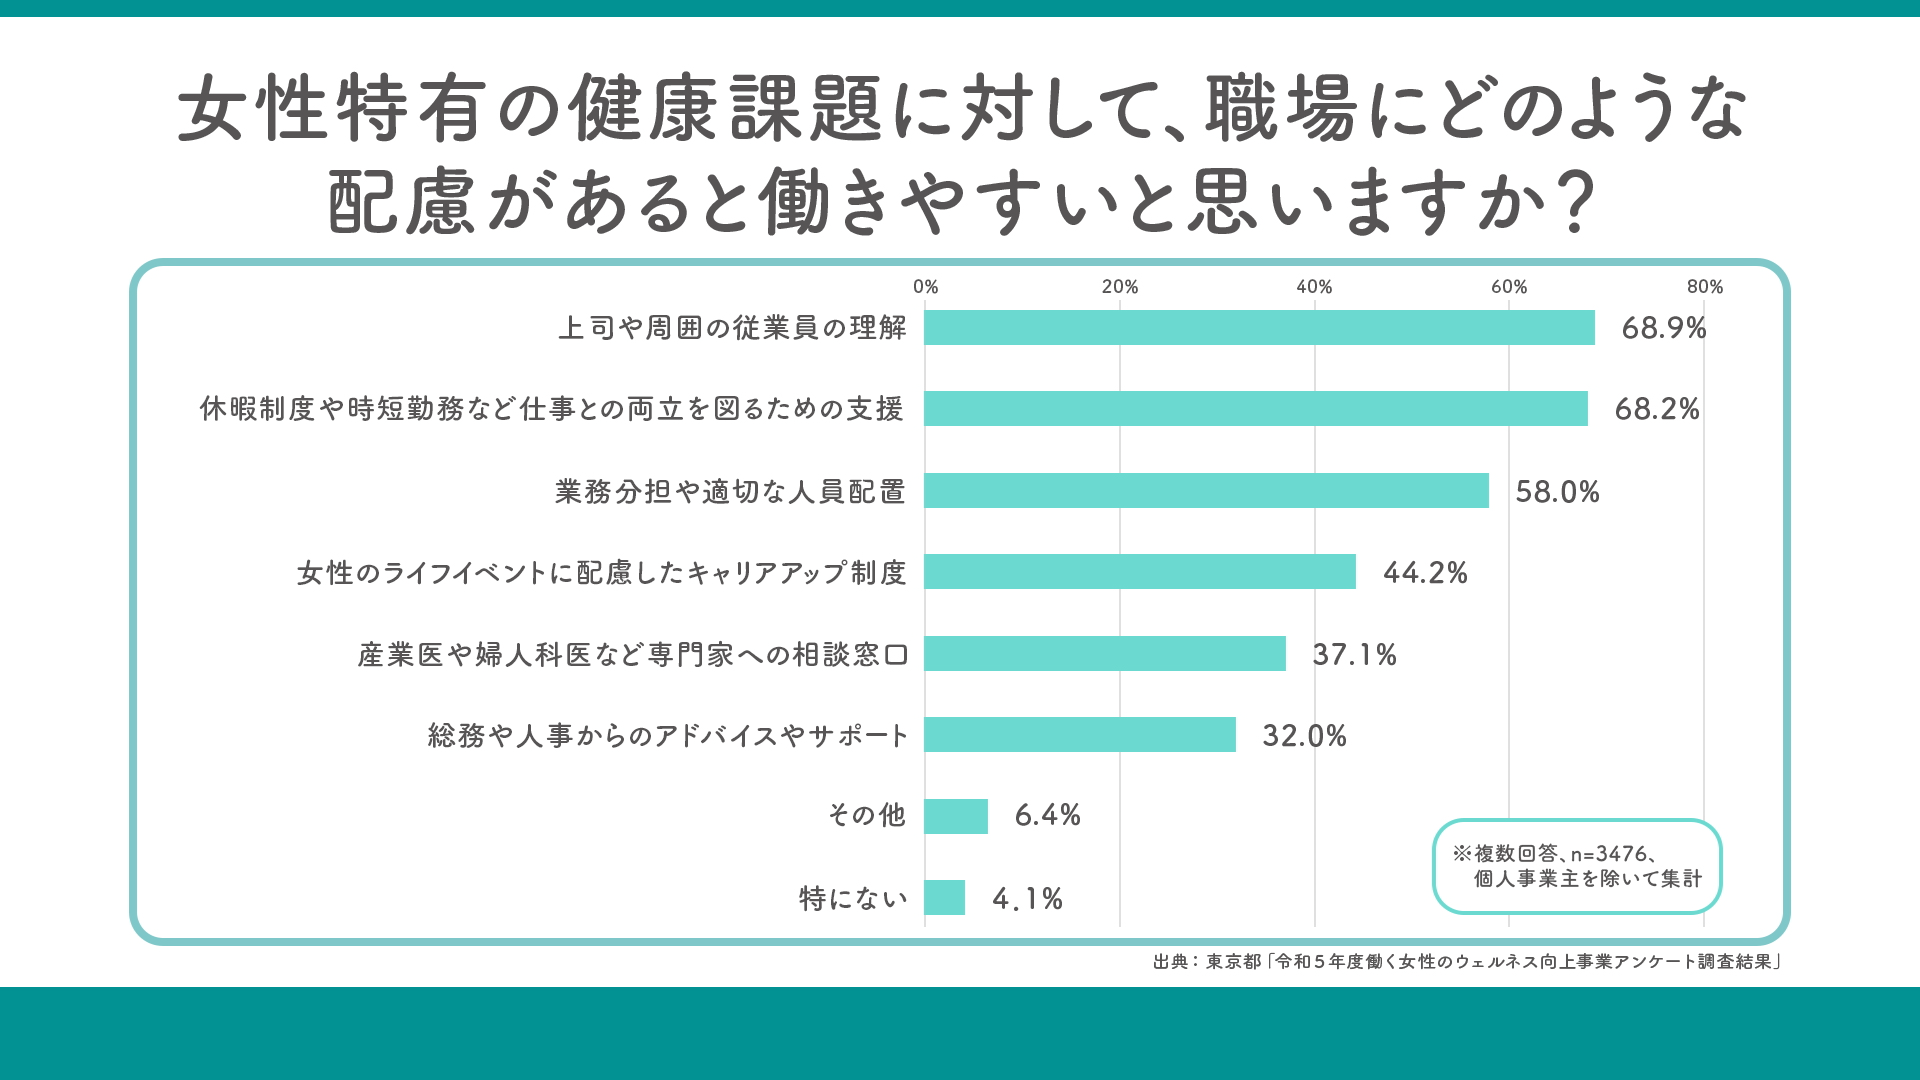 女性特有の健康課題に対して、職場にどのような
配慮があると働きやすいと思いますか？
0% 20% 40% 60% 80%
上司や周囲の従業員の理解 68.9%
休暇制度や時短勤務など仕事との両立を図るための支援 68.2%
業務分担や適切な人員配置 58.0%
女性のライフイベントに配慮したキャリアアップ制度 44.2%
産業医や婦人科医など専門家への相談窓口 37.1%
総務や人事からのアドバイスやサポート 32.0%
その他 6.4%
特にない 4.1%
※複数回答、n=3476、
個人事業主を除いて集計
出典：東京都「令和５年度働く女性のウェルネス向上事業アンケート調査結果」